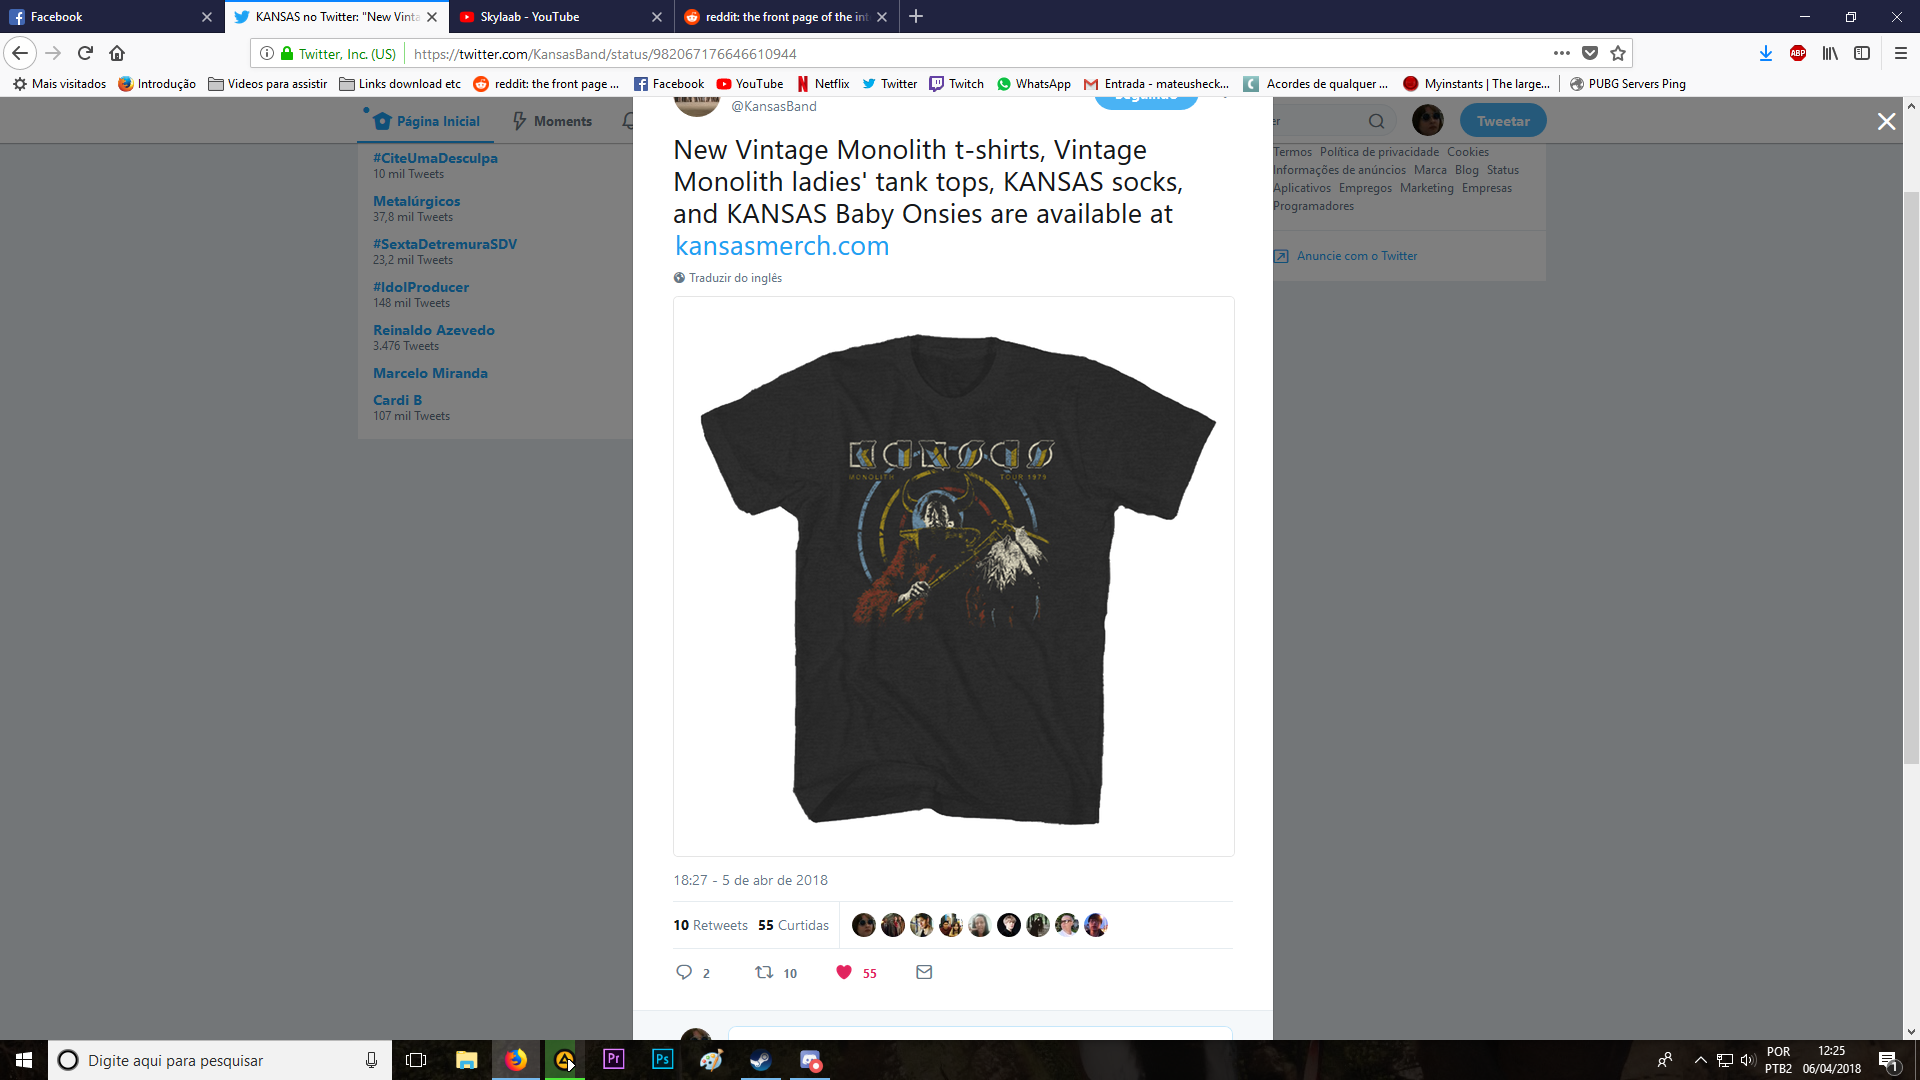 Facebook
KANSAS no Twitter: "New Vinta
Skylaab - YouTube
reddit: the front page of the int
Twitter, Inc. (US)
https://twitter.com/KansasBand/status/982067176646610944
Mais visitados
Introdução
Videos para assistir
Links download etc
reddit: the front page ...
Facebook
YouTube
Netflix
Twitter
Twitch
WhatsApp
Entrada - mateusheck...
Acordes de qualquer ...
Myinstants | The large...
PUBG Servers Ping
Página Inicial
Moments
@KansasBand
er
Tweetar
#CiteUmaDesculpa
10 mil Tweets
Metalúrgicos
37,8 mil Tweets
#SextaDetremuraSDV
23,2 mil Tweets
#IdolProducer
148 mil Tweets
Reinaldo Azevedo
3.476 Tweets
Marcelo Miranda
Cardi B
107 mil Tweets
New Vintage Monolith t-shirts, Vintage
Monolith ladies' tank tops, KANSAS socks,
and KANSAS Baby Onsies are available at
kansasmerch.com
Traduzir do inglês
KANSAS
MONOLITH TOUR 1979
18:27 - 5 de abr de 2018
10 Retweets 55 Curtidas
2 10 55
Termos Política de privacidade Cookies
Informações de anúncios Marca Blog Status
Aplicativos Empregos Marketing Empresas
Programadores
Anuncie com o Twitter
Digite aqui para pesquisar
ABP
Pr
Ps
POR
PTB2
12:25
06/04/2018
1